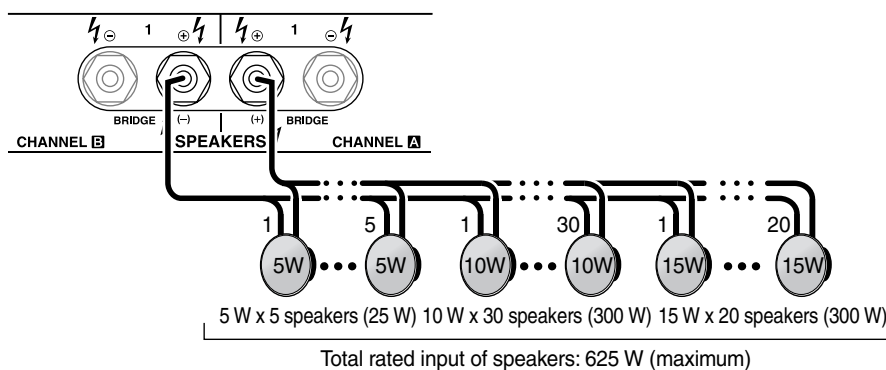 ⊖ 1 ⊕ ⊕ 1 ⊖
BRIDGE (–) (+) BRIDGE
CHANNEL B SPEAKERS CHANNEL A
1 5 1 30 1 20
5W 5W 10W 10W 15W 15W
5 W x 5 speakers (25 W) 10 W x 30 speakers (300 W) 15 W x 20 speakers (300 W)
Total rated input of speakers: 625 W (maximum)